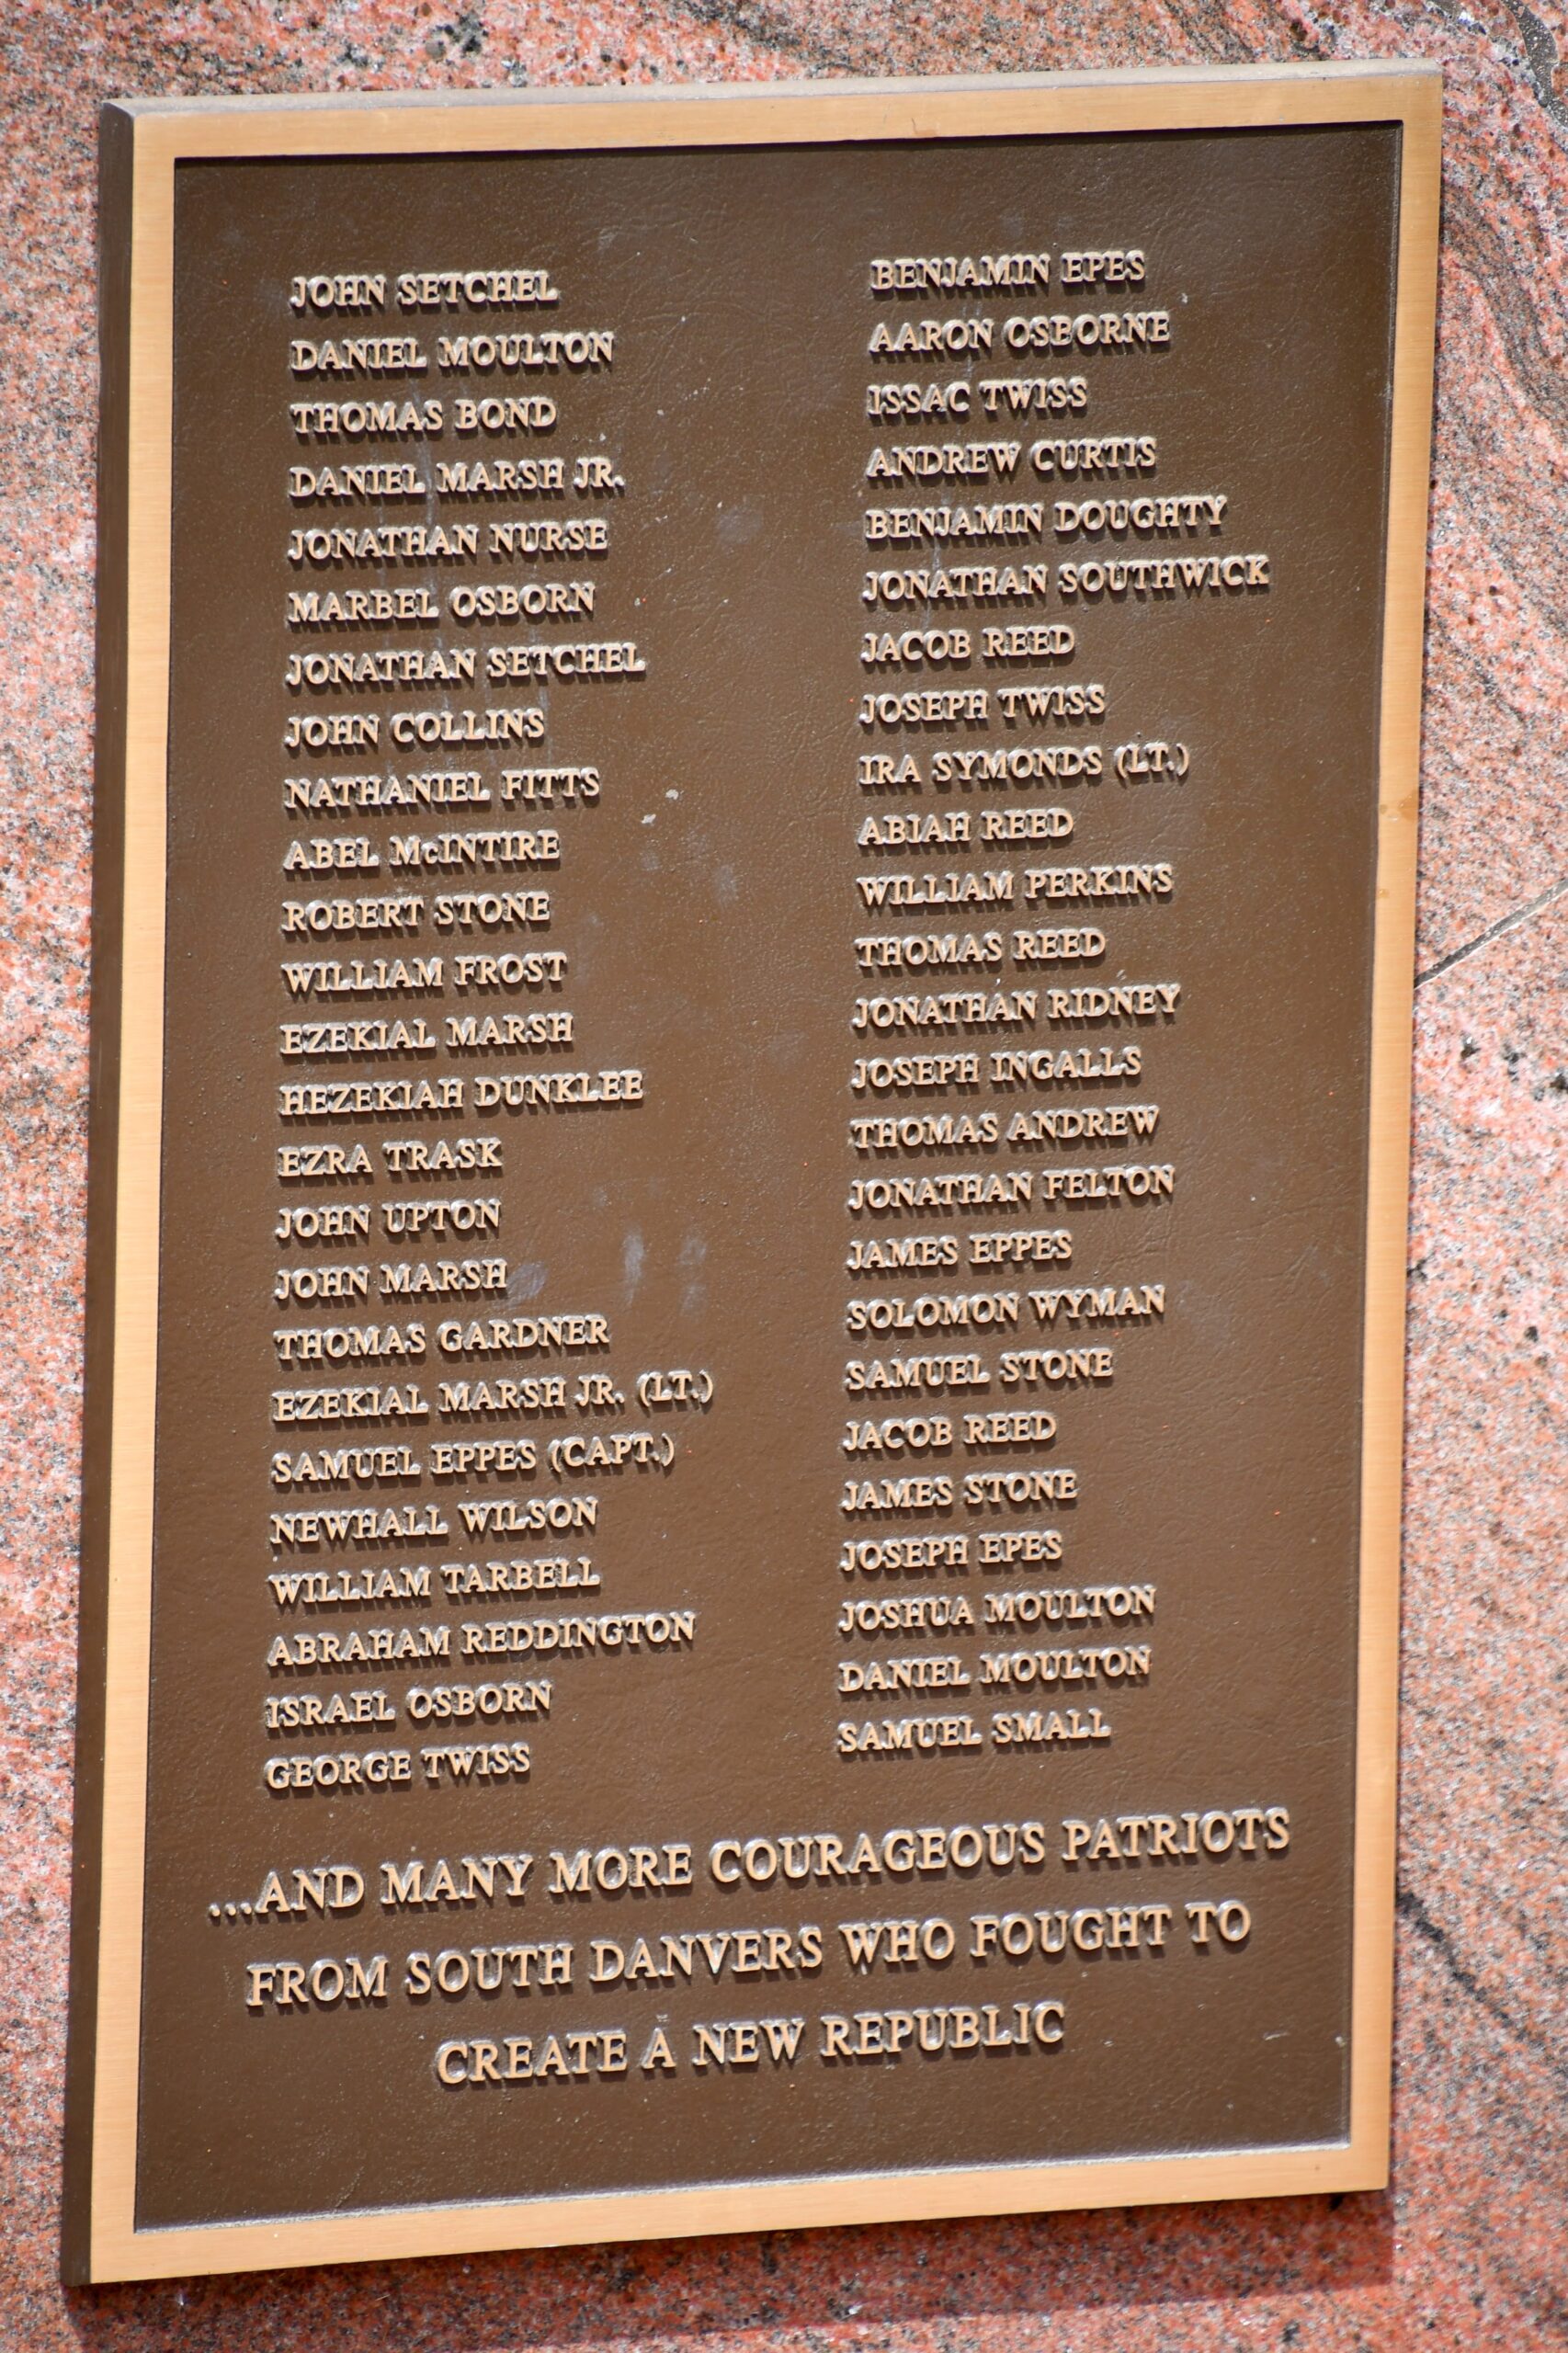 JOHN SETCHEL
DANIEL MOULTON
THOMAS BOND
DANIEL MARSH JR.
JONATHAN NURSE
MARBEL OSBORN
JONATHAN SETCHEL
JOHN COLLINS
NATHANIEL FITTS
ABEL McINTIRE
ROBERT STONE
WILLIAM FROST
EZEKIAL MARSH
HEZEKIAH DUNKLEE
EZRA TRASK
JOHN UPTON
JOHN MARSH
THOMAS GARDNER
EZEKIAL MARSH JR. (LT.)
SAMUEL EPPES (CAPT.)
NEWHALL WILSON
WILLIAM TARBELL
ABRAHAM REDDINGTON
ISRAEL OSBORN
GEORGE TWISS
BENJAMIN EPES
AARON OSBORNE
ISSAC TWISS
ANDREW CURTIS
BENJAMIN DOUGHTY
JONATHAN SOUTHWICK
JACOB REED
JOSEPH TWISS
IRA SYMONDS (LT.)
ABIAH REED
WILLIAM PERKINS
THOMAS REED
JONATHAN RIDNEY
JOSEPH INGALLS
THOMAS ANDREW
JONATHAN FELTON
JAMES EPPES
SOLOMON WYMAN
SAMUEL STONE
JACOB REED
JAMES STONE
JOSEPH EPES
JOSHUA MOULTON
DANIEL MOULTON
SAMUEL SMALL
...AND MANY MORE COURAGEOUS PATRIOTS
FROM SOUTH DANVERS WHO FOUGHT TO
CREATE A NEW REPUBLIC